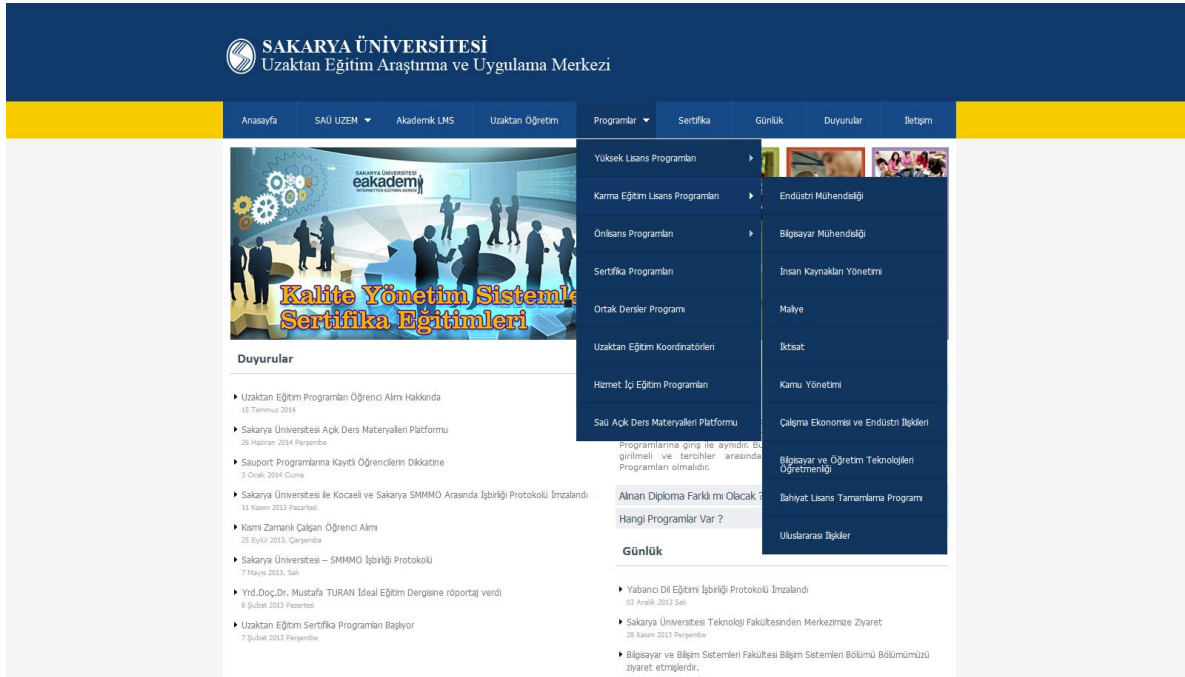 SAKARYA ÜNİVERSİTESİ
Uzaktan Eğitim Araştırma ve Uygulama Merkezi
Anasayfa
SAÜ UZEM
Akademik LMS
Uzaktan Öğretim
Programlar
Sertifika
Günlük
Duyurular
İletişim
SAKARYA ÜNİVERSİTESİ
eakademi
İNTERNETTEN EĞİTİMİN ADRESİ
Kalite Yönetim Sistemle
Sertifika Eğitimleri
Yüksek Lisans Programları
Karma Eğitim Lisans Programları
Önlisans Programları
Sertifika Programları
Ortak Dersler Programı
Uzaktan Eğitim Koordinatörleri
Hizmet İçi Eğitim Programları
Saü Açık Ders Materyalleri Platformu
Endüstri Mühendisliği
Bilgisayar Mühendisliği
İnsan Kaynakları Yönetimi
Maliye
İktisat
Kamu Yönetimi
Çalışma Ekonomisi ve Endüstri İlişkileri
Bilgisayar ve Öğretim Teknolojileri
Öğretmenliği
İlahiyat Lisans Tamamlama Programı
Uluslararası İlişkiler
Duyurular
Uzaktan Eğitim Programları Öğrenci Alımı Hakkında
15 Temmuz 2014
Sakarya Üniversitesi Açık Ders Materyalleri Platformu
26 Haziran 2014 Perşembe
Sauport Programlarına Kayıtlı Öğrencilerin Dikkatine
3 Ocak 2014 Cuma
Sakarya Üniversitesi ile Kocaeli ve Sakarya SMMMO Arasında İşbirliği Protokolü İmzalandı
11 Kasım 2013 Pazartesi
Kısmi Zamanlı Çalışan Öğrenci Alımı
25 Eylül 2013, Çarşamba
Sakarya Üniversitesi – SMMMO İşbirliği Protokolü
7 Mayıs 2013, Salı
Yrd.Doç.Dr. Mustafa TURAN İdeal Eğitim Dergisine röportaj verdi
8 Şubat 2013 Pazartesi
Uzaktan Eğitim Sertifika Programları Başlıyor
7 Şubat 2013 Perşembe
Programlarına giriş ile aynıdır. Bu
girilmeli ve tercihler arasında
Programları olmalıdır.
Alınan Diploma Farklı mı Olacak ?
Hangi Programlar Var ?
Günlük
Yabancı Dil Eğitimi İşbirliği Protokolü İmzalandı
03 Aralık 2013 Salı
Sakarya Üniversitesi Teknoloji Fakültesinden Merkezimize Ziyaret
28 Kasım 2013 Perşembe
Bilgisayar ve Bilişim Sistemleri Fakültesi Bilişim Sistemleri Bölümü Bölümümüzü
ziyaret etmişlerdir.